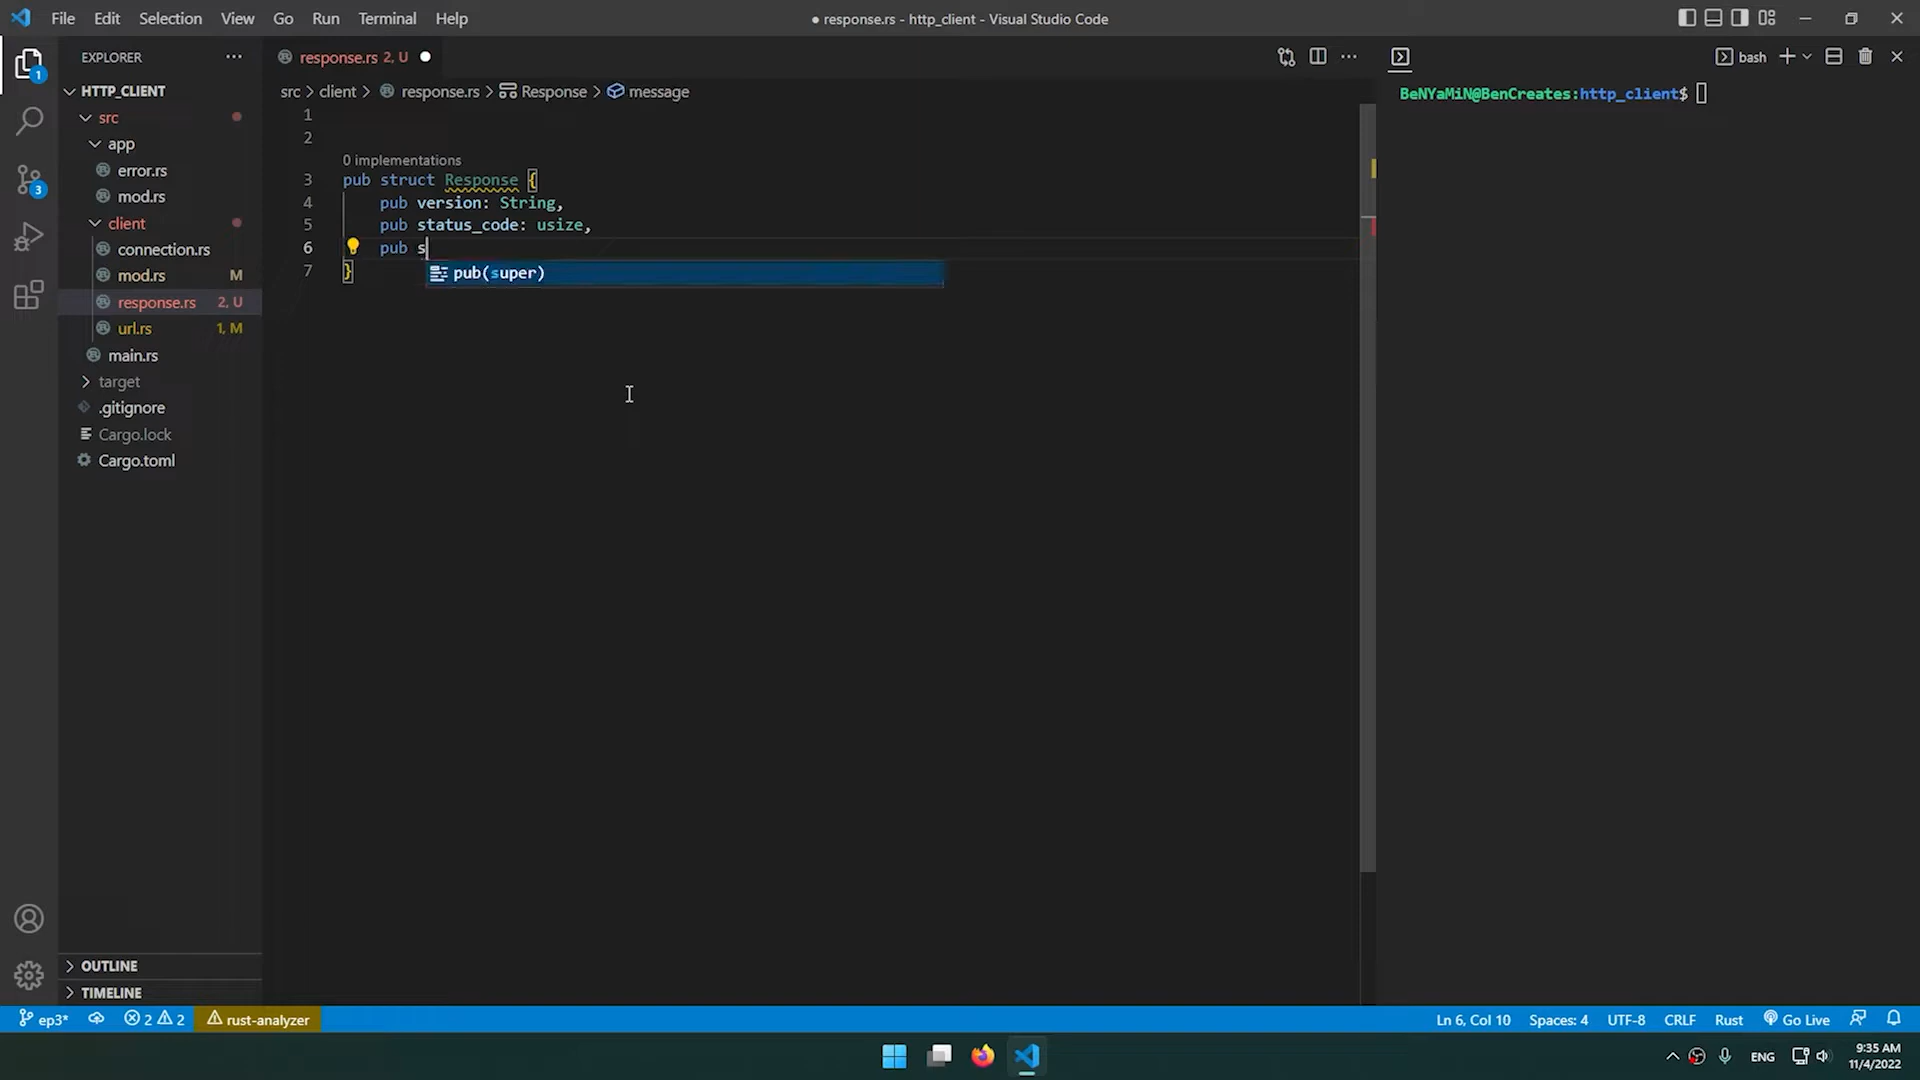 File Edit Selection View Go Run Terminal Help
● response.rs - http_client - Visual Studio Code
EXPLORER
response.rs 2, U
bash
HTTP_CLIENT
src > client > response.rs > Response > message
BeNYaMiN@BenCreates:http_client$
src
app
error.rs
mod.rs
client
connection.rs
mod.rs M
response.rs 2, U
url.rs 1, M
main.rs
target
.gitignore
Cargo.lock
Cargo.toml
1
2
0 implementations
3 pub struct Response {
4 pub version: String,
5 pub status_code: usize,
6 pub s
7 }
pub(super)
1
3
OUTLINE
TIMELINE
ep3* 2 2 rust-analyzer
Ln 6, Col 10 Spaces: 4 UTF-8 CRLF Rust Go Live
ENG
9:35 AM
11/4/2022